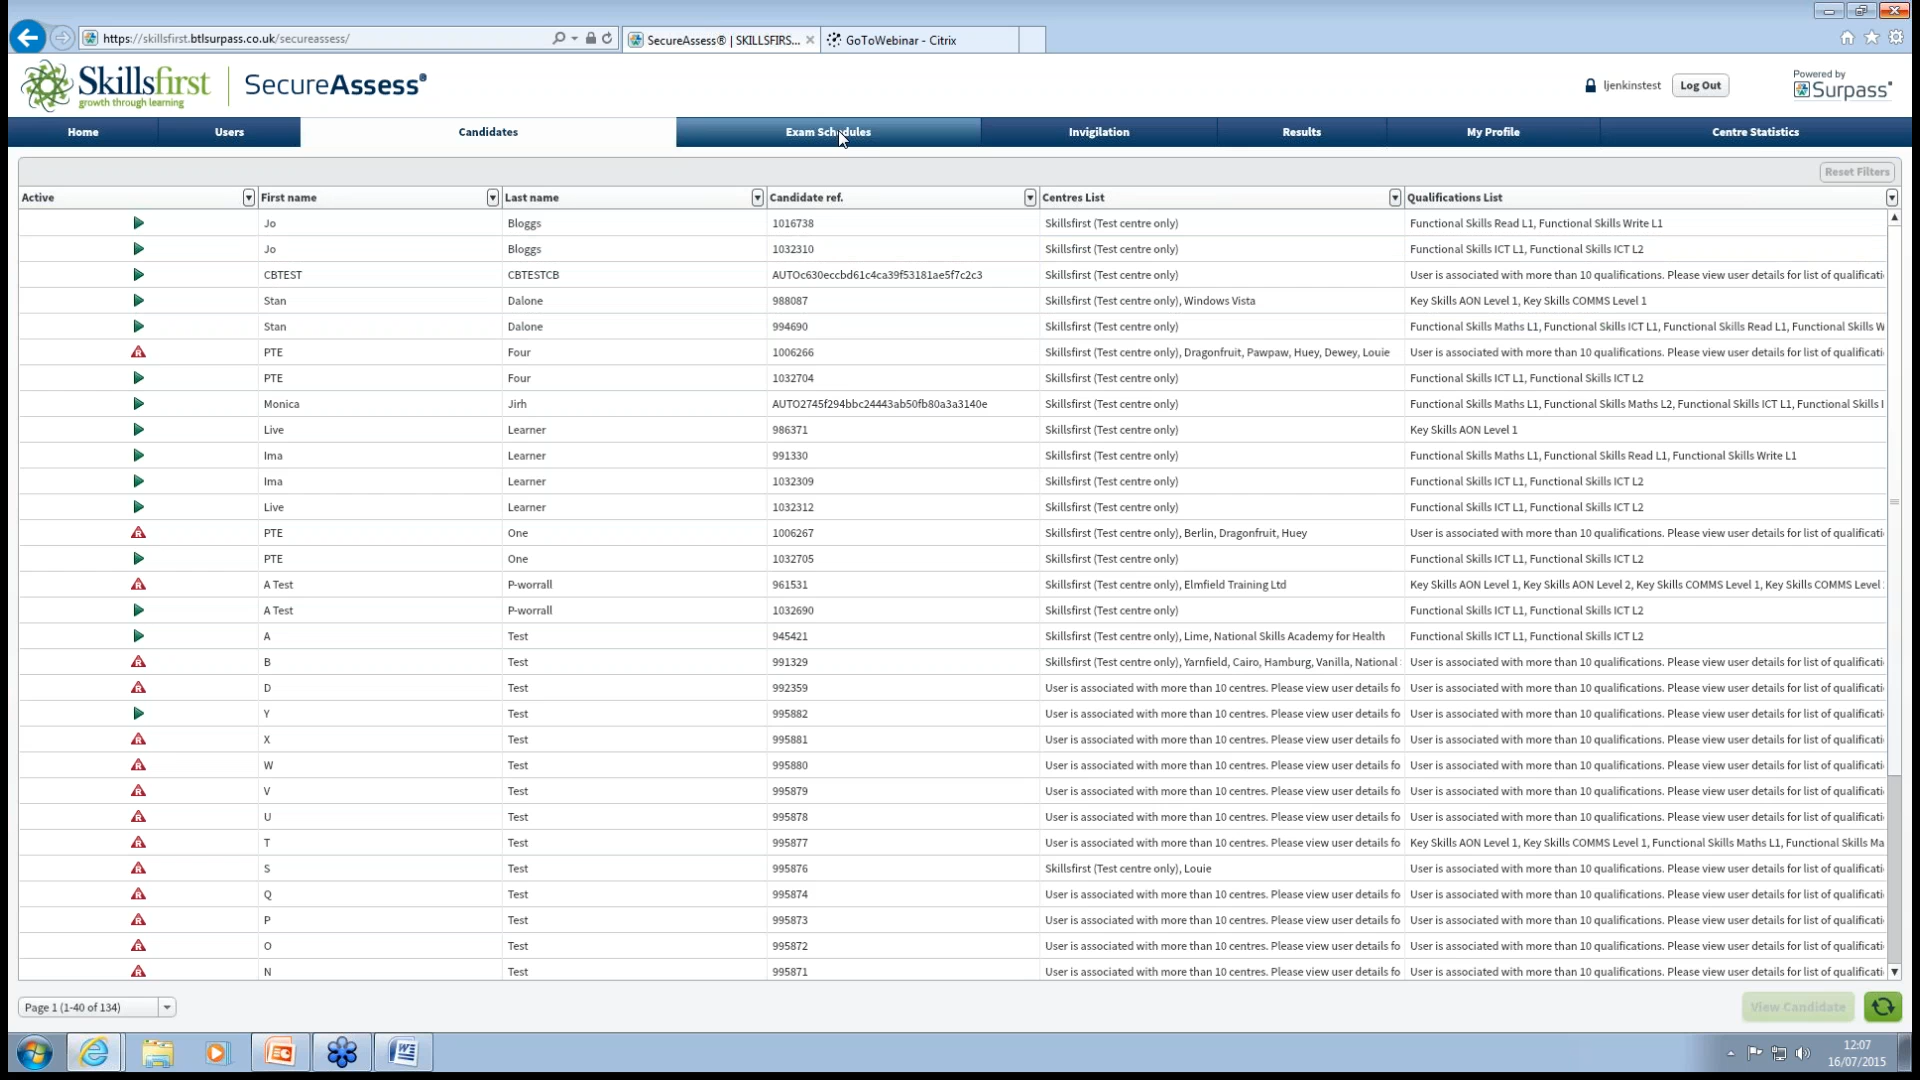 https://skillsfirst.btlsurpass.co.uk/secureassess/
SecureAssess® | SKILLSFIRS...
GoToWebinar - Citrix
Skillsfirst
growth through learning
SecureAssess®
ljenkinstest
Log Out
Powered by
Surpass
Home Users Candidates Exam Schedules Invigilation Results My Profile Centre Statistics
Reset Filters
Active First name Last name Candidate ref. Centres List Qualifications List
Jo Bloggs 1016738 Skillsfirst (Test centre only) Functional Skills Read L1, Functional Skills Write L1
Jo Bloggs 1032310 Skillsfirst (Test centre only) Functional Skills ICT L1, Functional Skills ICT L2
CBTEST CBTESTCB AUTOc630eccbd61c4ca39f53181ae5f7c2c3 Skillsfirst (Test centre only) User is associated with more than 10 qualifications. Please view user details for list of qualificati
Stan Dalone 988087 Skillsfirst (Test centre only), Windows Vista Key Skills AON Level 1, Key Skills COMMS Level 1
Stan Dalone 994690 Skillsfirst (Test centre only) Functional Skills Maths L1, Functional Skills ICT L1, Functional Skills Read L1, Functional Skills W
PTE Four 1006266 Skillsfirst (Test centre only), Dragonfruit, Pawpaw, Huey, Dewey, Louie User is associated with more than 10 qualifications. Please view user details for list of qualificati
PTE Four 1032704 Skillsfirst (Test centre only) Functional Skills ICT L1, Functional Skills ICT L2
Monica Jirh AUTO2745f294bbc24443ab50fb80a3a3140e Skillsfirst (Test centre only) Functional Skills Maths L1, Functional Skills Maths L2, Functional Skills ICT L1, Functional Skills I
Live Learner 986371 Skillsfirst (Test centre only) Key Skills AON Level 1
Ima Learner 991330 Skillsfirst (Test centre only) Functional Skills Maths L1, Functional Skills Read L1, Functional Skills Write L1
Ima Learner 1032309 Skillsfirst (Test centre only) Functional Skills ICT L1, Functional Skills ICT L2
Live Learner 1032312 Skillsfirst (Test centre only) Functional Skills ICT L1, Functional Skills ICT L2
PTE One 1006267 Skillsfirst (Test centre only), Berlin, Dragonfruit, Huey User is associated with more than 10 qualifications. Please view user details for list of qualificati
PTE One 1032705 Skillsfirst (Test centre only) Functional Skills ICT L1, Functional Skills ICT L2
A Test P-worrall 961531 Skillsfirst (Test centre only), Elmfield Training Ltd Key Skills AON Level 1, Key Skills AON Level 2, Key Skills COMMS Level 1, Key Skills COMMS Level
A Test P-worrall 1032690 Skillsfirst (Test centre only) Functional Skills ICT L1, Functional Skills ICT L2
A Test 945421 Skillsfirst (Test centre only), Lime, National Skills Academy for Health Functional Skills ICT L1, Functional Skills ICT L2
B Test 991329 Skillsfirst (Test centre only), Yarnfield, Cairo, Hamburg, Vanilla, National User is associated with more than 10 qualifications. Please view user details for list of qualificati
D Test 992359 User is associated with more than 10 centres. Please view user details fo User is associated with more than 10 qualifications. Please view user details for list of qualificati
Y Test 995882 User is associated with more than 10 centres. Please view user details fo User is associated with more than 10 qualifications. Please view user details for list of qualificati
X Test 995881 User is associated with more than 10 centres. Please view user details fo User is associated with more than 10 qualifications. Please view user details for list of qualificati
W Test 995880 User is associated with more than 10 centres. Please view user details fo User is associated with more than 10 qualifications. Please view user details for list of qualificati
V Test 995879 User is associated with more than 10 centres. Please view user details fo User is associated with more than 10 qualifications. Please view user details for list of qualificati
U Test 995878 User is associated with more than 10 centres. Please view user details fo User is associated with more than 10 qualifications. Please view user details for list of qualificati
T Test 995877 User is associated with more than 10 centres. Please view user details fo Key Skills AON Level 1, Key Skills COMMS Level 1, Functional Skills Maths L1, Functional Skills Ma
S Test 995876 Skillsfirst (Test centre only), Louie User is associated with more than 10 qualifications. Please view user details for list of qualificati
Q Test 995874 User is associated with more than 10 centres. Please view user details fo User is associated with more than 10 qualifications. Please view user details for list of qualificati
P Test 995873 User is associated with more than 10 centres. Please view user details fo User is associated with more than 10 qualifications. Please view user details for list of qualificati
O Test 995872 User is associated with more than 10 centres. Please view user details fo User is associated with more than 10 qualifications. Please view user details for list of qualificati
N Test 995871 User is associated with more than 10 centres. Please view user details fo User is associated with more than 10 qualifications. Please view user details for list of qualificati
Page 1 (1-40 of 134)
View Candidate
12:07
16/07/2015